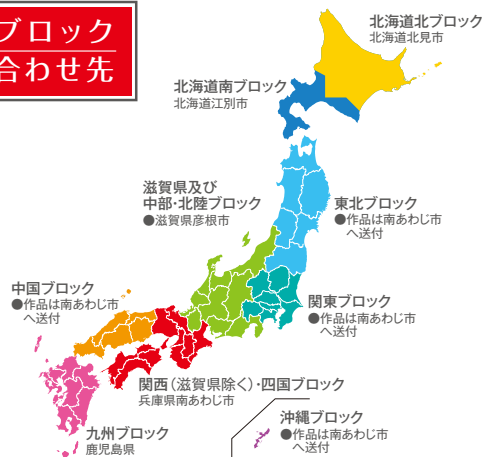 ブロック
合わせ先
北海道北ブロック
北海道北見市
北海道南ブロック
北海道江別市
滋賀県及び
中部・北陸ブロック
●滋賀県彦根市
東北ブロック
●作品は南あわじ市
へ送付
中国ブロック
●作品は南あわじ市
へ送付
関東ブロック
●作品は南あわじ市
へ送付
関西（滋賀県除く）・四国ブロック
兵庫県南あわじ市
九州ブロック
鹿児島県
沖縄ブロック
●作品は南あわじ市
へ送付